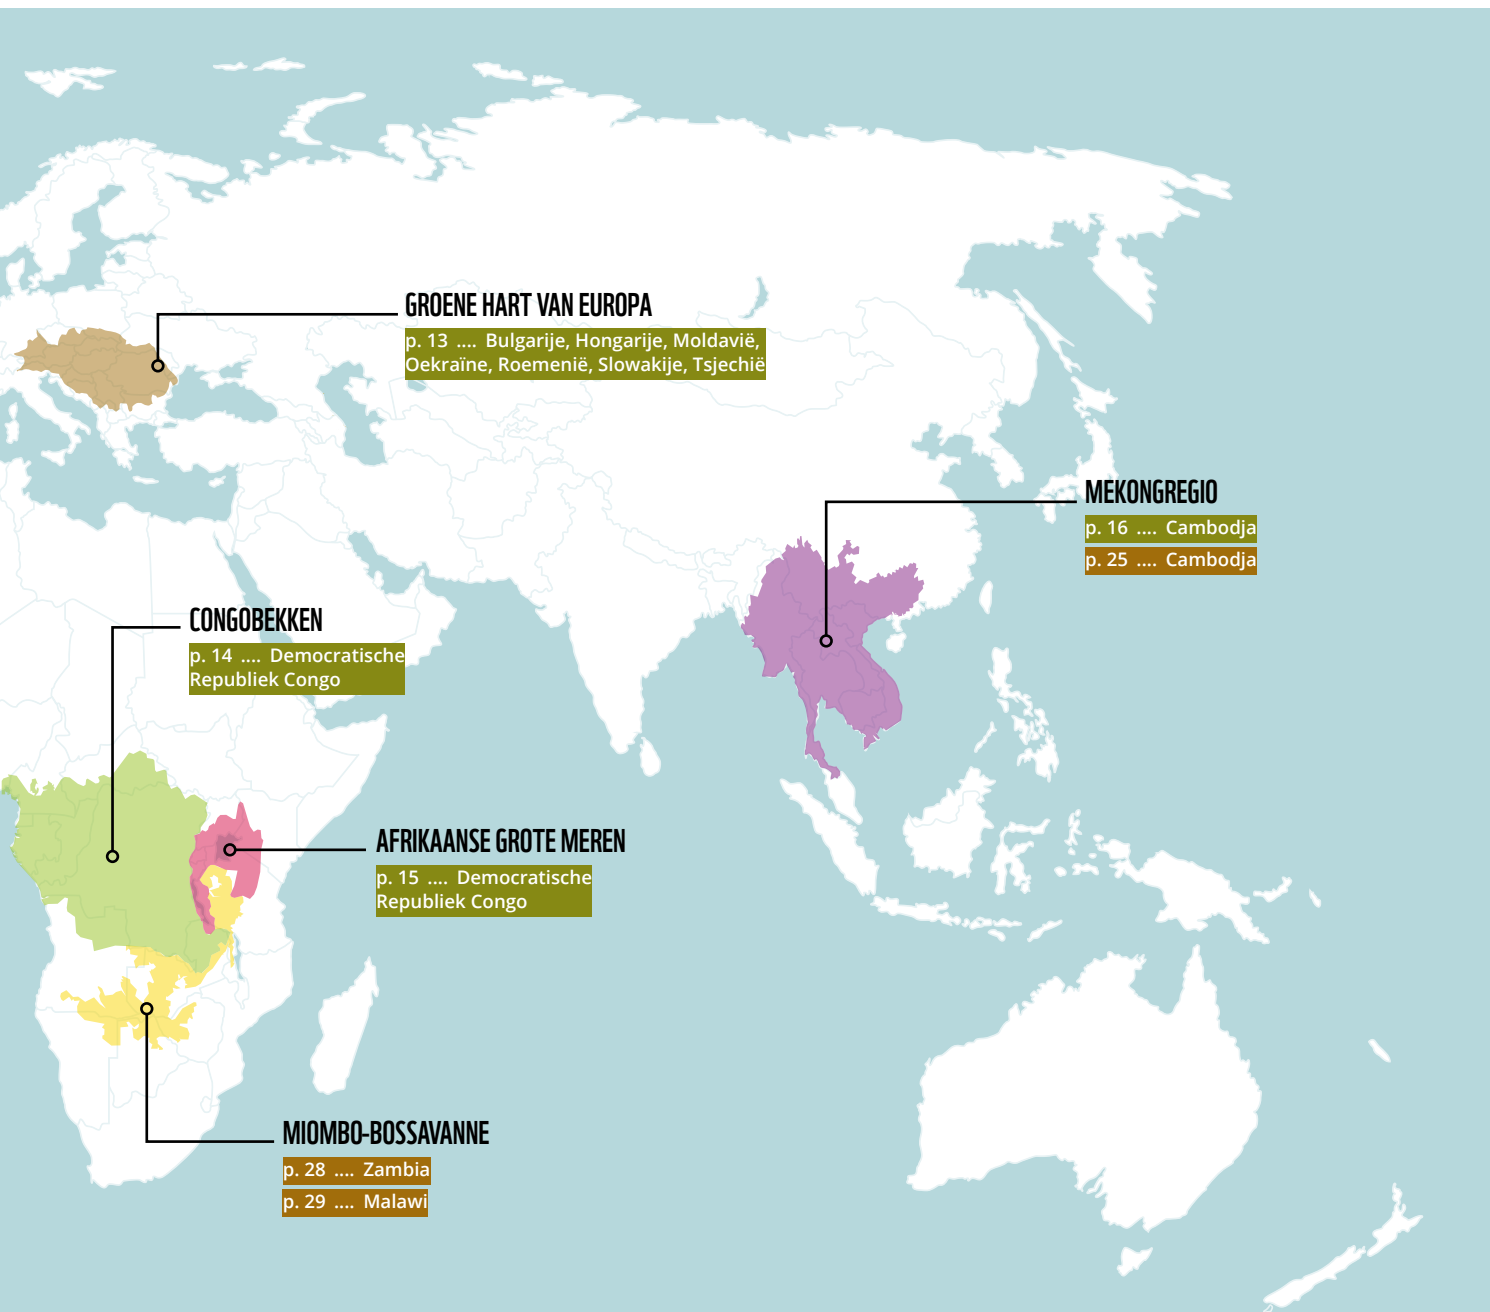 GROENE HART VAN EUROPA
p. 13 .... Bulgarije, Hongarije, Moldavië,
Oekraïne, Roemenië, Slowakije, Tsjechië
MEKONGREGIO
p. 16 .... Cambodja
p. 25 .... Cambodja
CONGOBEKKEN
p. 14 .... Democratische
Republiek Congo
AFRIKAANSE GROTE MEREN
p. 15 .... Democratische
Republiek Congo
MIOMBO-BOSSAVANNE
p. 28 .... Zambia
p. 29 .... Malawi